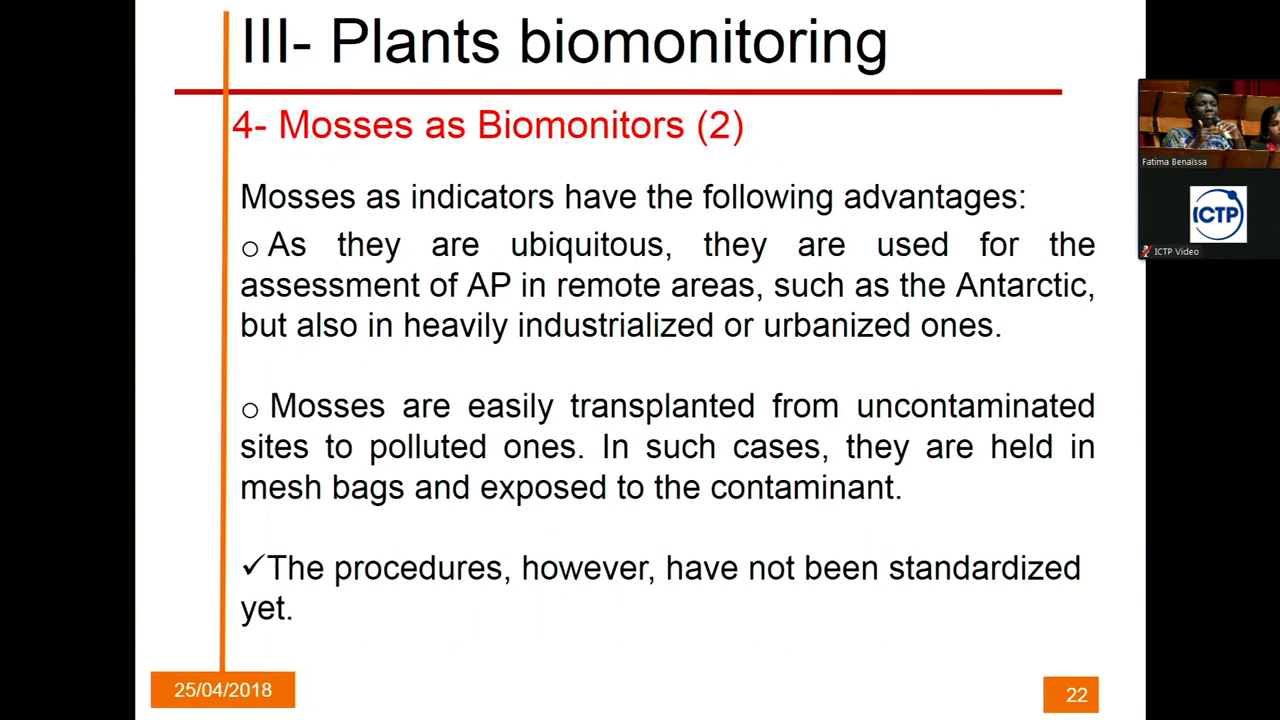 III- Plants biomonitoring
4- Mosses as Biomonitors (2)
Mosses as indicators have the following advantages:
o As they are ubiquitous, they are used for the
assessment of AP in remote areas, such as the Antarctic,
but also in heavily industrialized or urbanized ones.
o Mosses are easily transplanted from uncontaminated
sites to polluted ones. In such cases, they are held in
mesh bags and exposed to the contaminant.
✓The procedures, however, have not been standardized
yet.
25/04/2018
22
Fatima Benaïssa
ICTP
ICTP Video